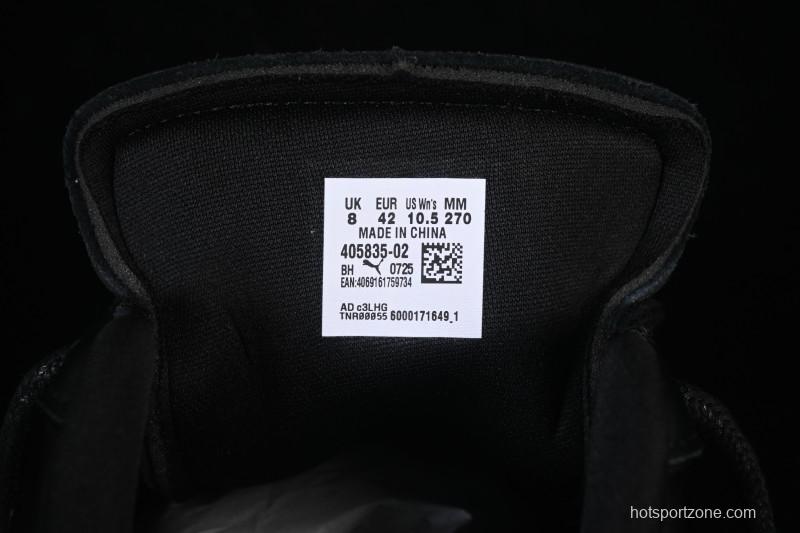 UK EUR US Wn's MM
8 42 10.5 270
MADE IN CHINA
405835-02
BH 0725
EAN:4069161759734
AD c3LHG
TNR00055 6000171649_1
hotsportzone.com